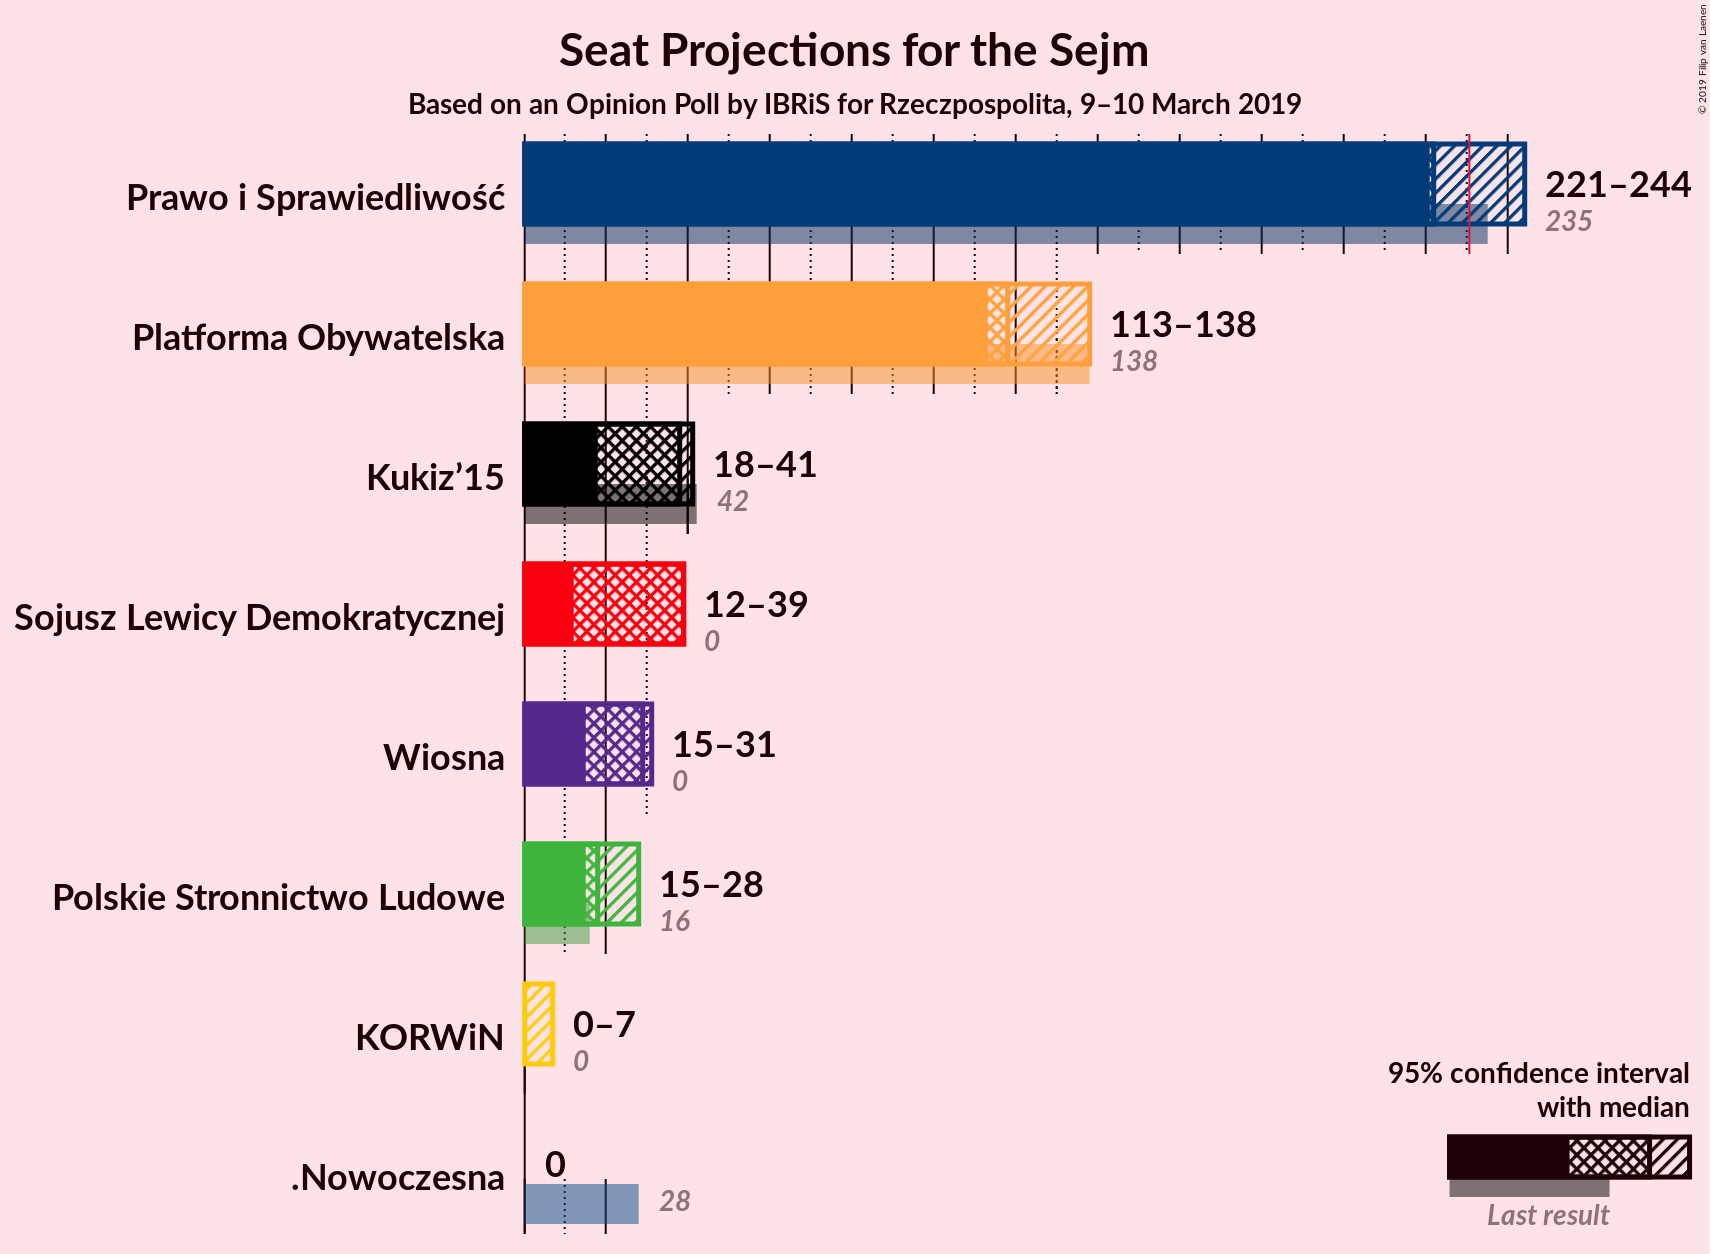 Seat Projections for the Sejm
Based on an Opinion Poll by IBRiS for Rzeczpospolita, 9–10 March 2019
© 2019 Filip van Laenen
Prawo i Sprawiedliwość
221–244
235
Platforma Obywatelska
113–138
138
Kukiz’15
18–41
42
Sojusz Lewicy Demokratycznej
12–39
0
Wiosna
15–31
0
Polskie Stronnictwo Ludowe
15–28
16
KORWiN
0–7
0
.Nowoczesna
0
28
95% confidence interval
with median
Last result